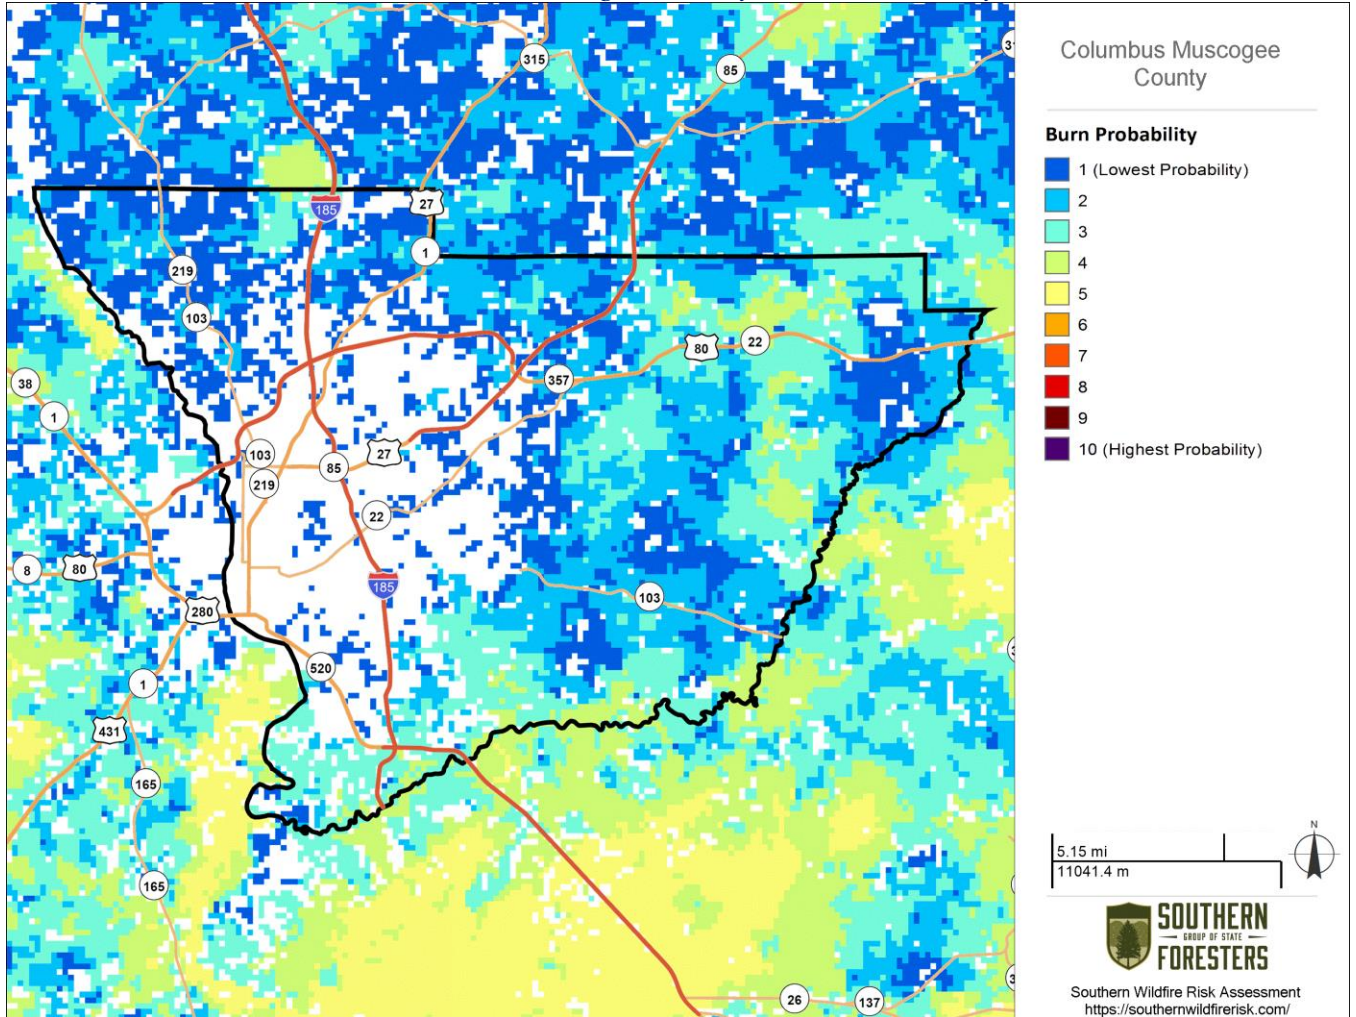 315
85
185
27
1
219
103
80
22
357
38
1
103
27
85
219
22
8
80
185
280
103
520
1
431
165
165
26
137
Columbus Muscogee
County
Burn Probability
1 (Lowest Probability)
2
3
4
5
6
7
8
9
10 (Highest Probability)
N
5.15 mi
11041.4 m
SOUTHERN
GROUP OF STATE
FORESTERS
Southern Wildfire Risk Assessment
https://southernwildfirerisk.com/